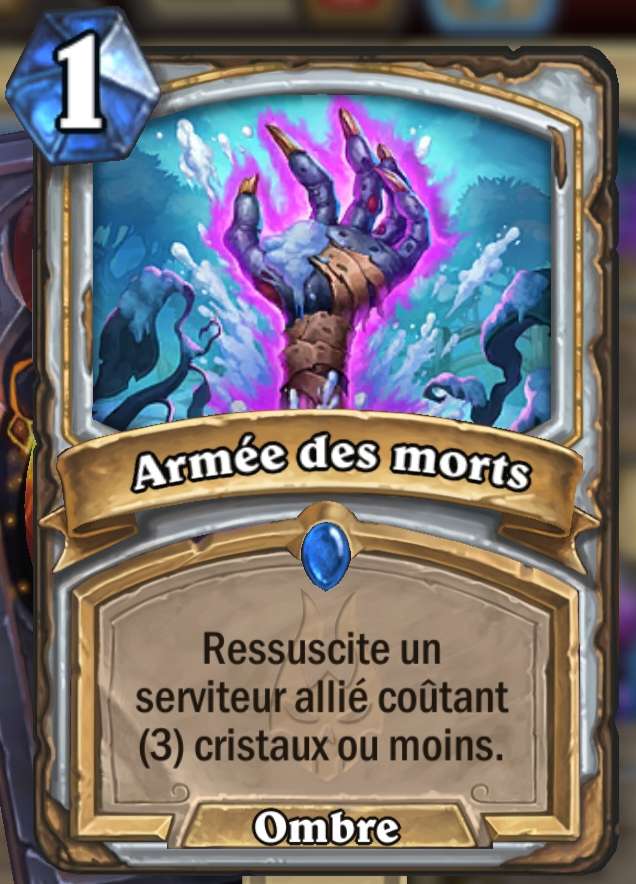 1
Armée des morts
Ressuscite un
serviteur allié coûtant
(3) cristaux ou moins.
Ombre